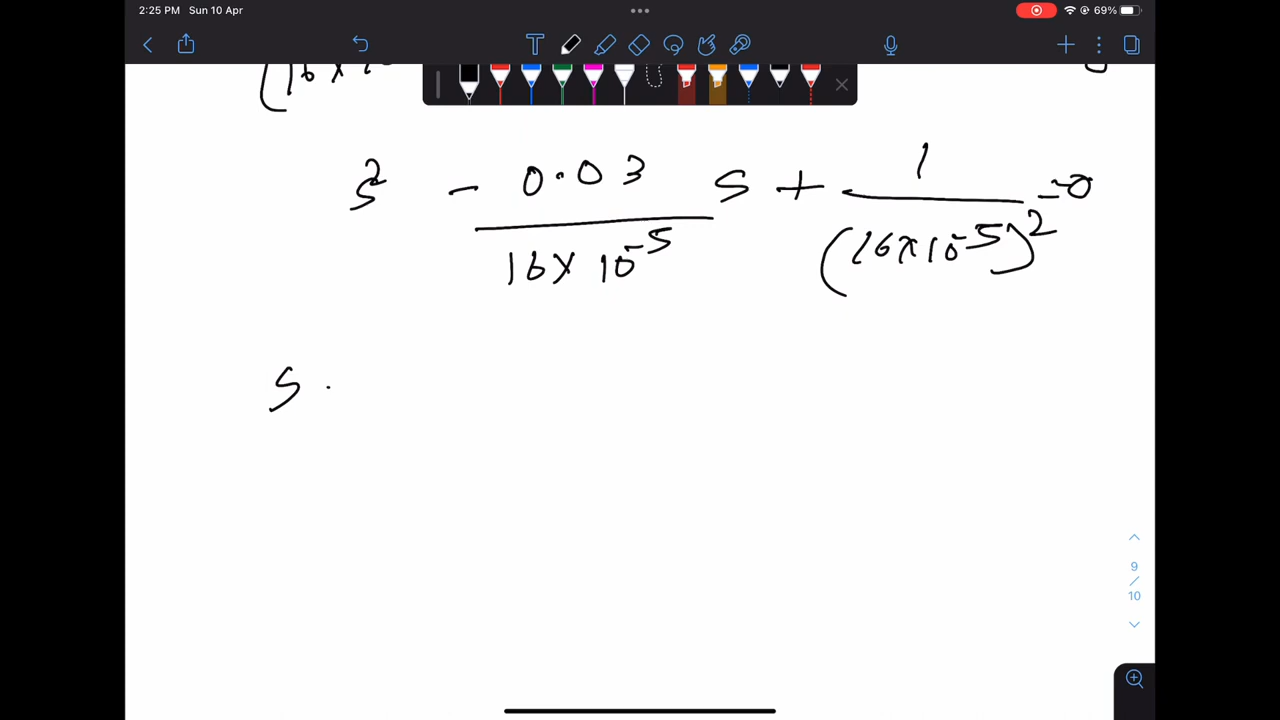 2:25 PM Sun 10 Apr
69%
(16 x
s² - 0.03 / 16 x 10⁻⁵ s + 1 / (16 x 10⁻⁵)² = 0
s
9
/
10